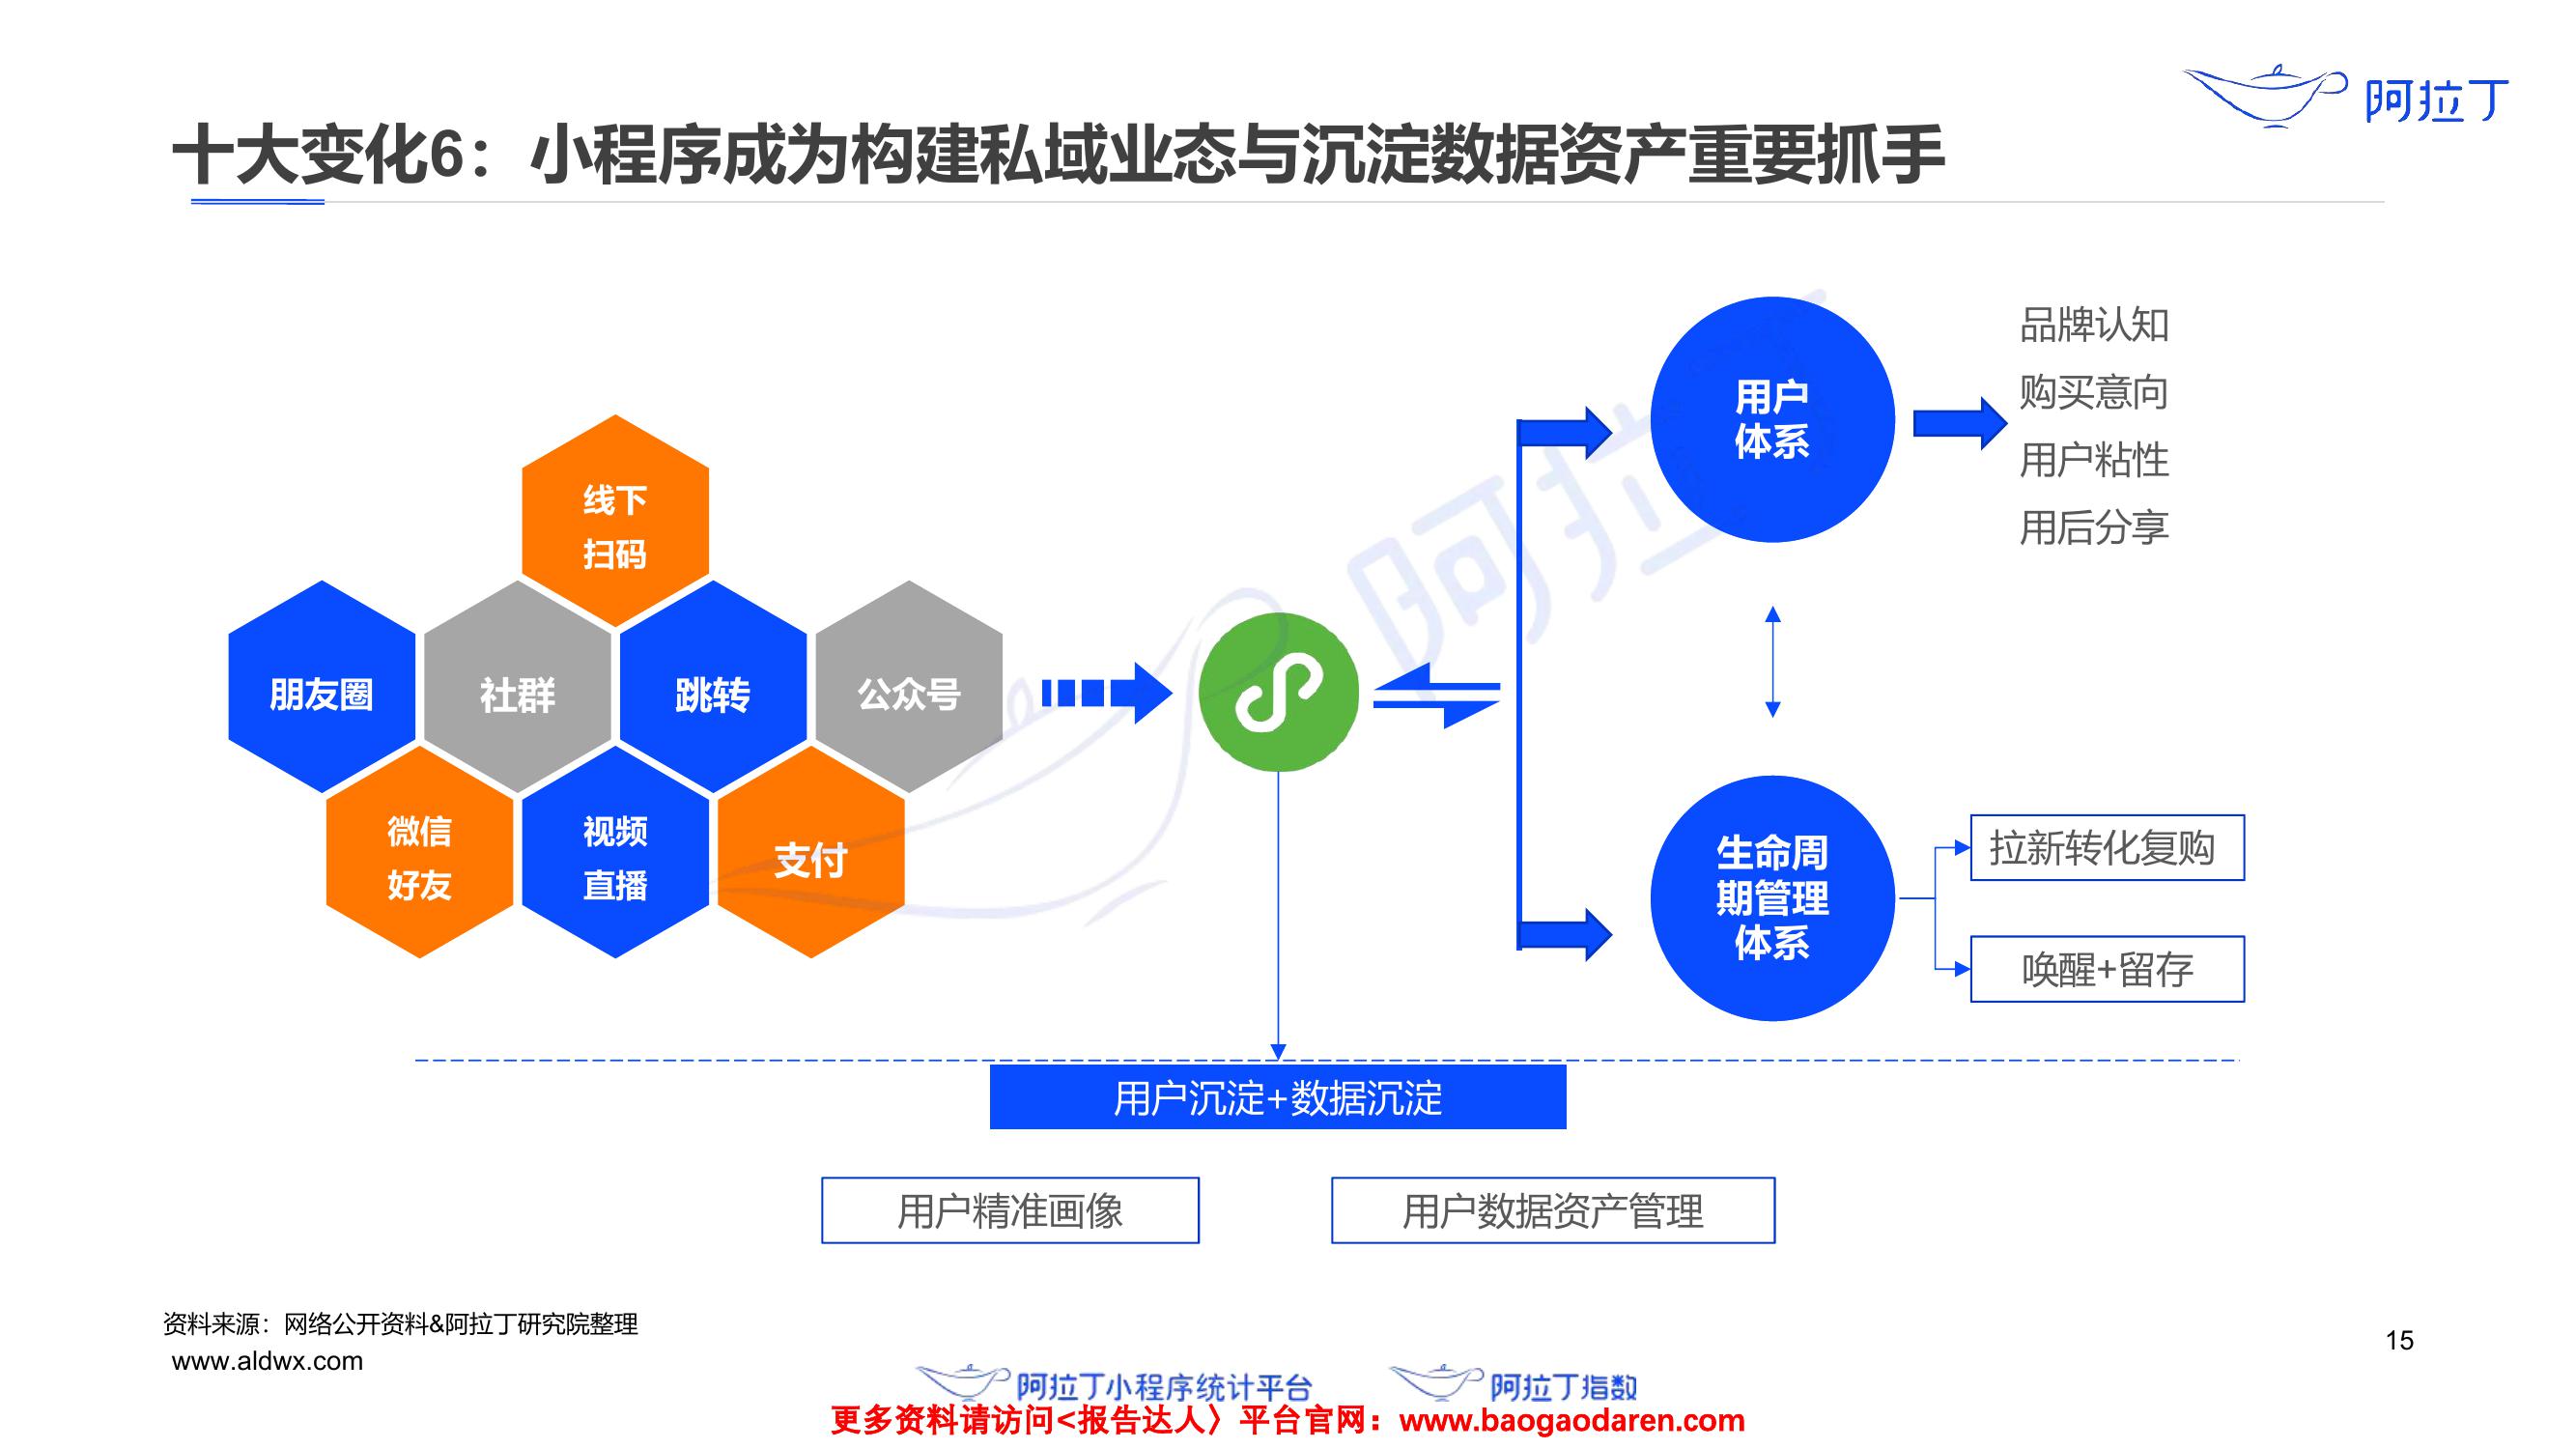 阿拉丁
十大变化6：小程序成为构建私域业态与沉淀数据资产重要抓手
线下
扫码
朋友圈
社群
跳转
公众号
微信
好友
视频
直播
支付
阿拉
用户
体系
品牌认知
购买意向
用户粘性
用后分享
生命周
期管理
体系
拉新转化复购
唤醒+留存
用户沉淀+数据沉淀
用户精准画像
用户数据资产管理
资料来源：网络公开资料&阿拉丁研究院整理
www.aldwx.com
15
阿拉丁小程序统计平台
阿拉丁指数
更多资料请访问<报告达人〉平台官网：www.baogaodaren.com